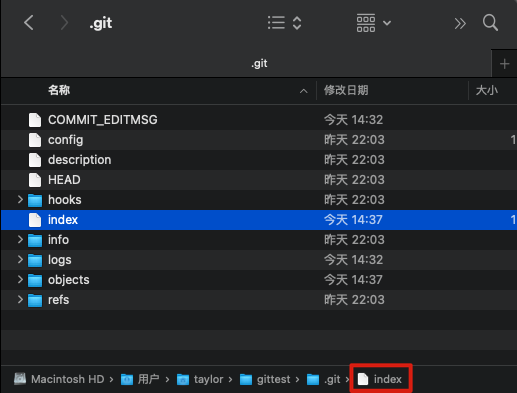 .git
.git
名称 修改日期 大小
COMMIT_EDITMSG 今天 14:32
config 昨天 22:03 1
description 昨天 22:03
HEAD 昨天 22:03
hooks 昨天 22:03
index 今天 14:37 1
info 昨天 22:03
logs 今天 14:32
objects 今天 14:37
refs 昨天 22:03
Macintosh HD › 用户 › taylor › gittest › .git › index